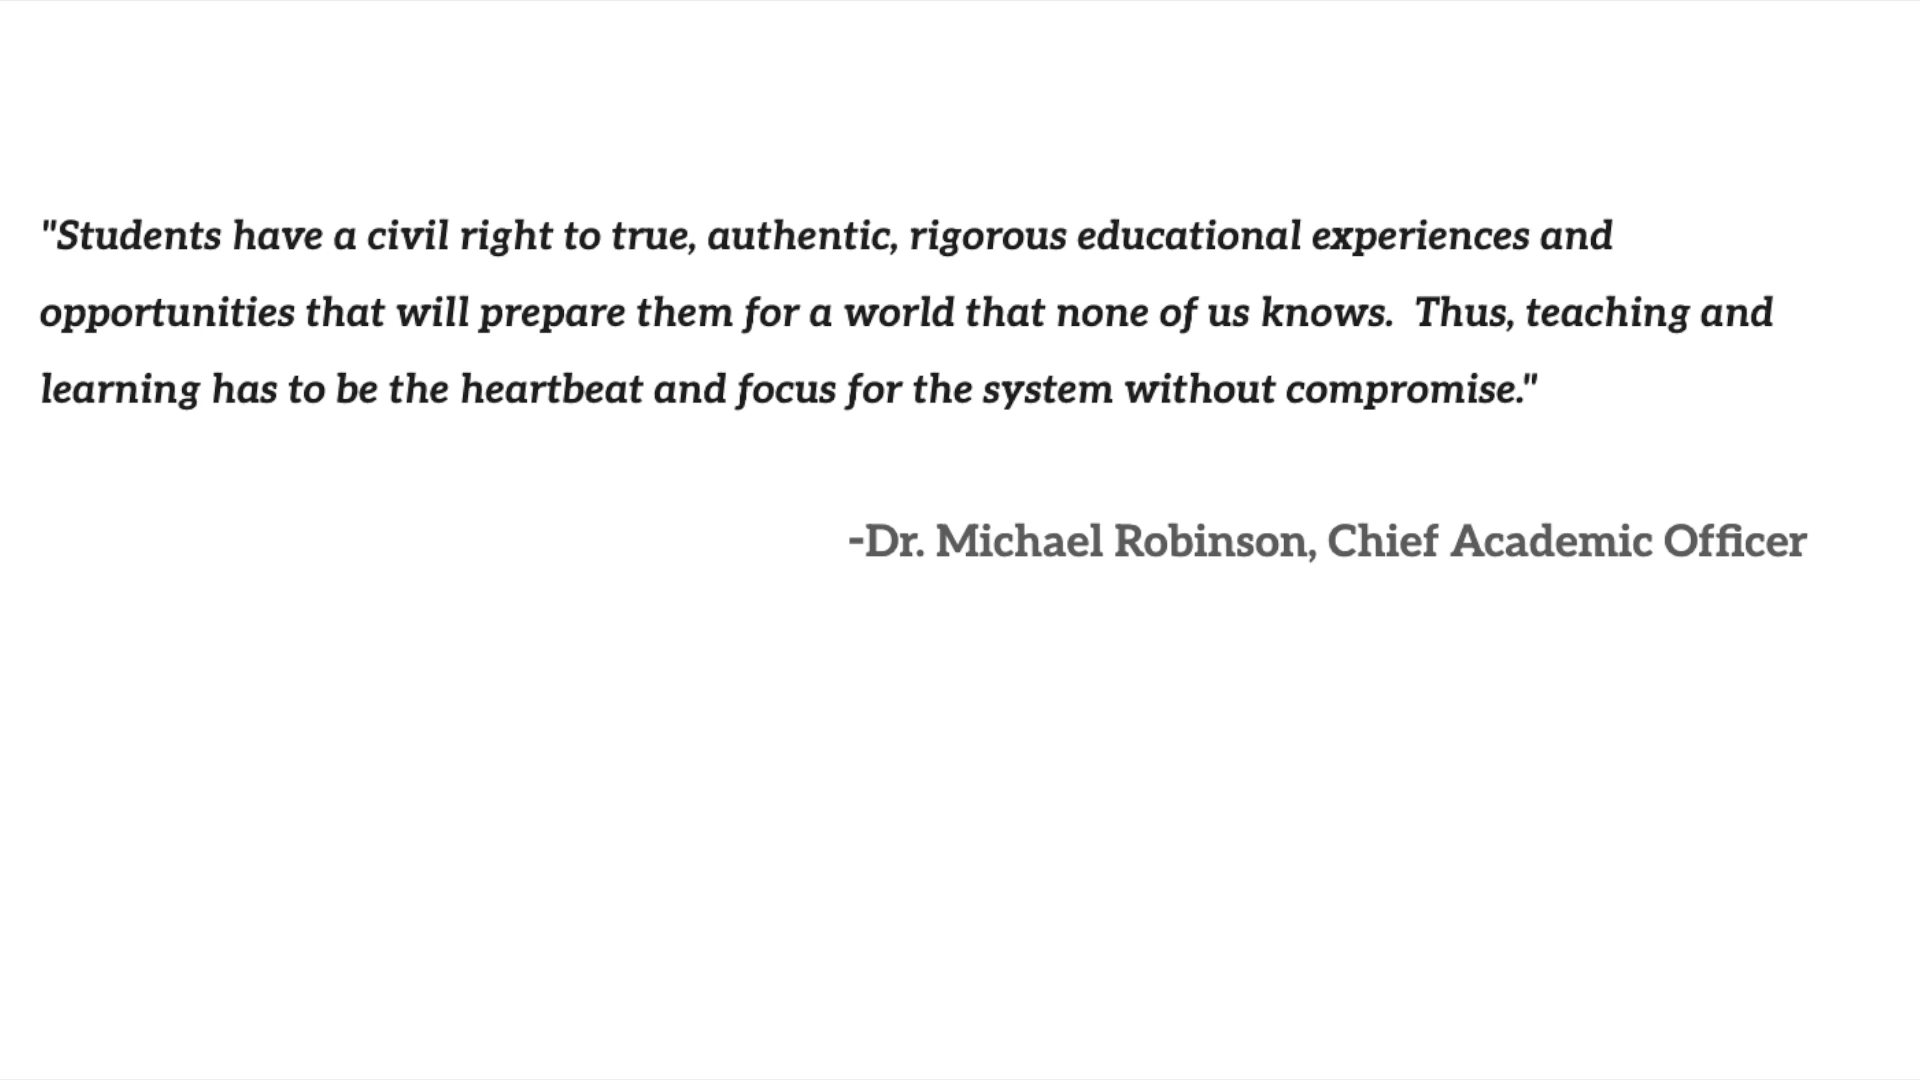 "Students have a civil right to true, authentic, rigorous educational experiences and
opportunities that will prepare them for a world that none of us knows.  Thus, teaching and
learning has to be the heartbeat and focus for the system without compromise."
-Dr. Michael Robinson, Chief Academic Officer